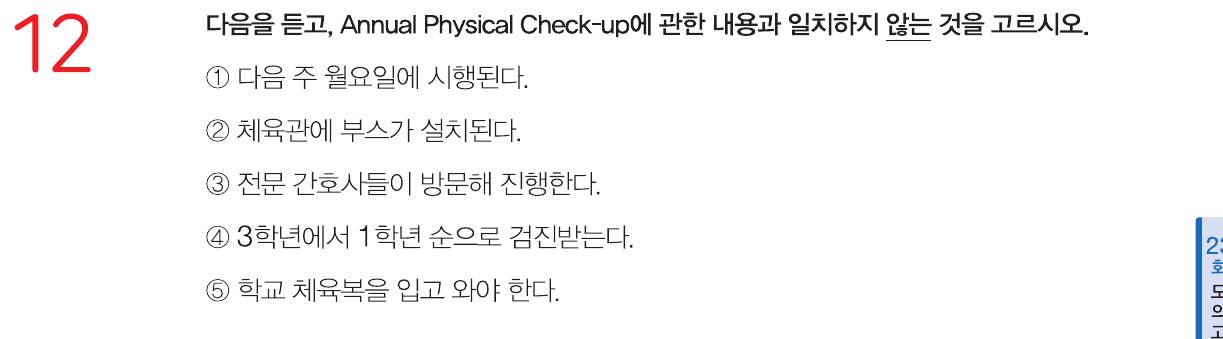 12
다음을 듣고, Annual Physical Check-up에 관한 내용과 일치하지 않는 것을 고르시오.
① 다음 주 월요일에 시행된다.
② 체육관에 부스가 설치된다.
③ 전문 간호사들이 방문해 진행한다.
④ 3학년에서 1학년 순으로 검진받는다.
⑤ 학교 체육복을 입고 와야 한다.
23
회
모
의
고